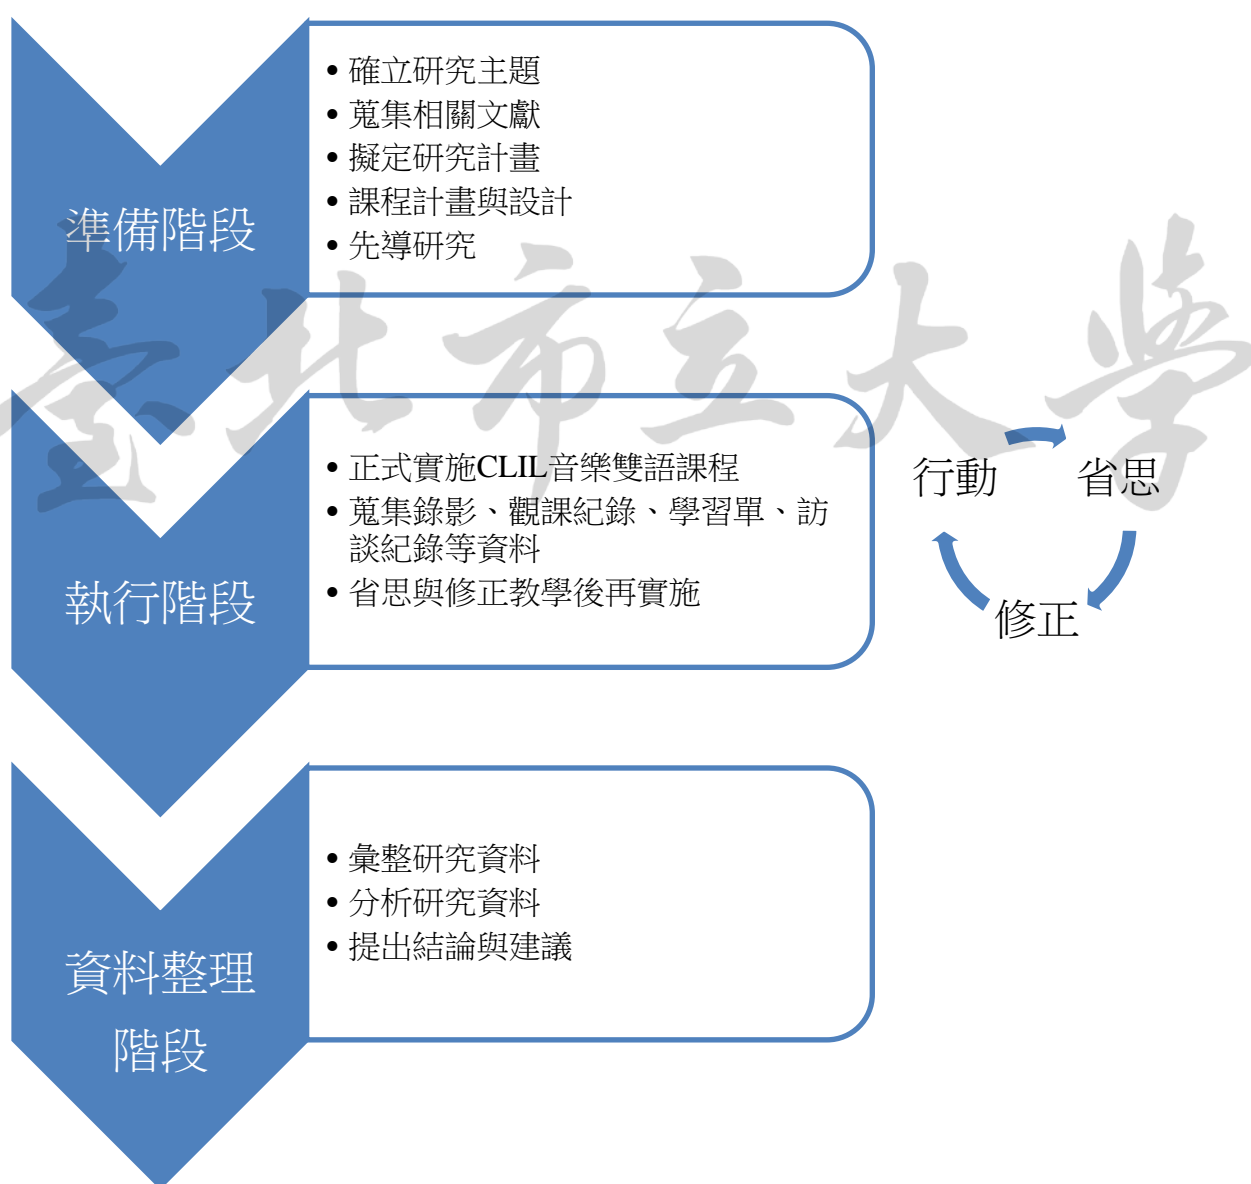 準備階段
• 確立研究主題
• 蒐集相關文獻
• 擬定研究計畫
• 課程計畫與設計
• 先導研究
臺北市立大學
執行階段
• 正式實施CLIL音樂雙語課程
• 蒐集錄影、觀課紀錄、學習單、訪
談紀錄等資料
• 省思與修正教學後再實施
行動
省思
修正
資料整理
階段
• 彙整研究資料
• 分析研究資料
• 提出結論與建議